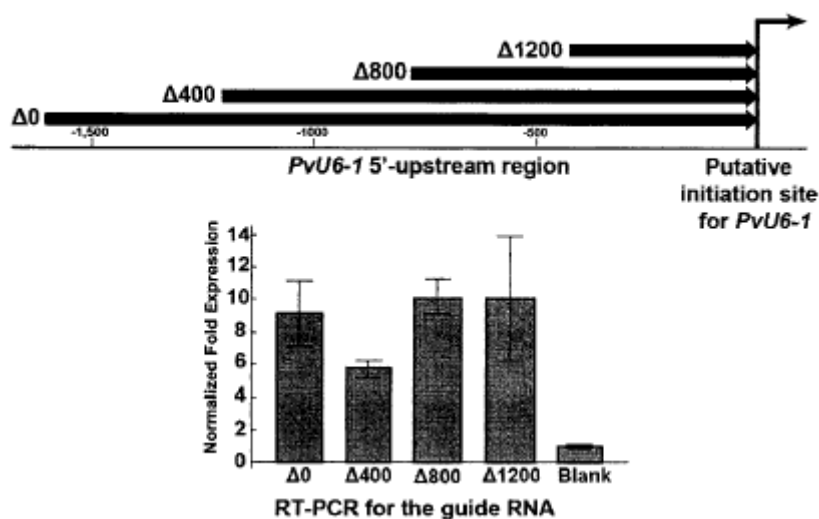 Δ1200
Δ800
Δ400
Δ0
-1,500
-1000
-500
PvU6-1 5'-upstream region
Putative
initiation site
for PvU6-1
Normalized Fold Expression
14
12
10
8
6
4
2
0
Δ0 Δ400 Δ800 Δ1200 Blank
RT-PCR for the guide RNA